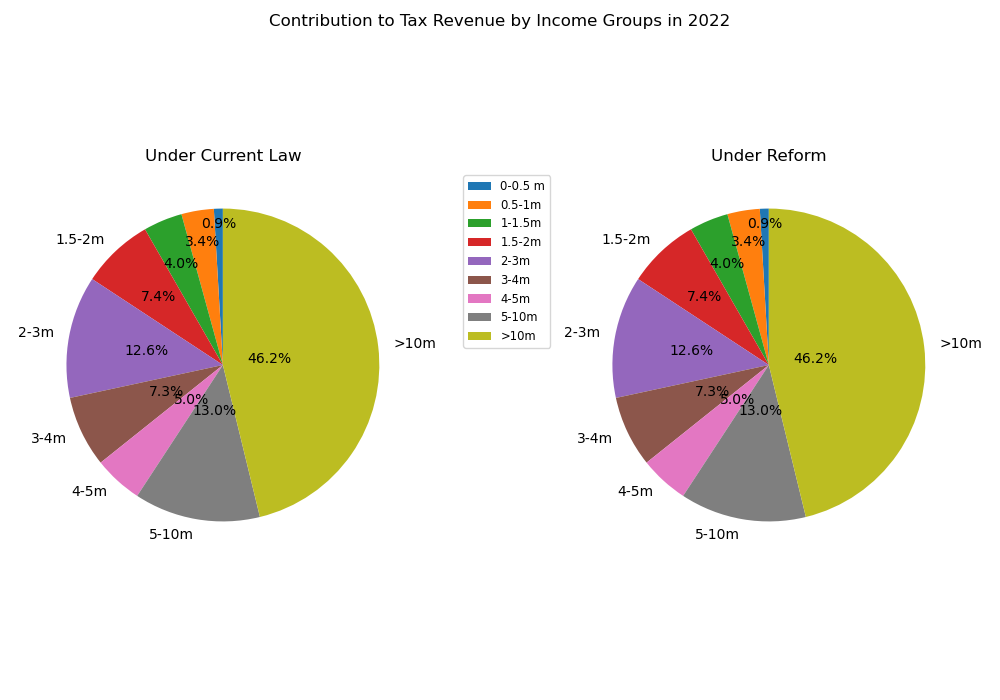 Contribution to Tax Revenue by Income Groups in 2022
Under Current Law
0.9%
3.4%
4.0%
7.4%
12.6%
7.3%
5.0%
13.0%
46.2%
1.5-2m
2-3m
3-4m
4-5m
5-10m
>10m
0-0.5 m
0.5-1m
1-1.5m
1.5-2m
2-3m
3-4m
4-5m
5-10m
>10m
Under Reform
0.9%
3.4%
4.0%
7.4%
12.6%
7.3%
5.0%
13.0%
46.2%
1.5-2m
2-3m
3-4m
4-5m
5-10m
>10m